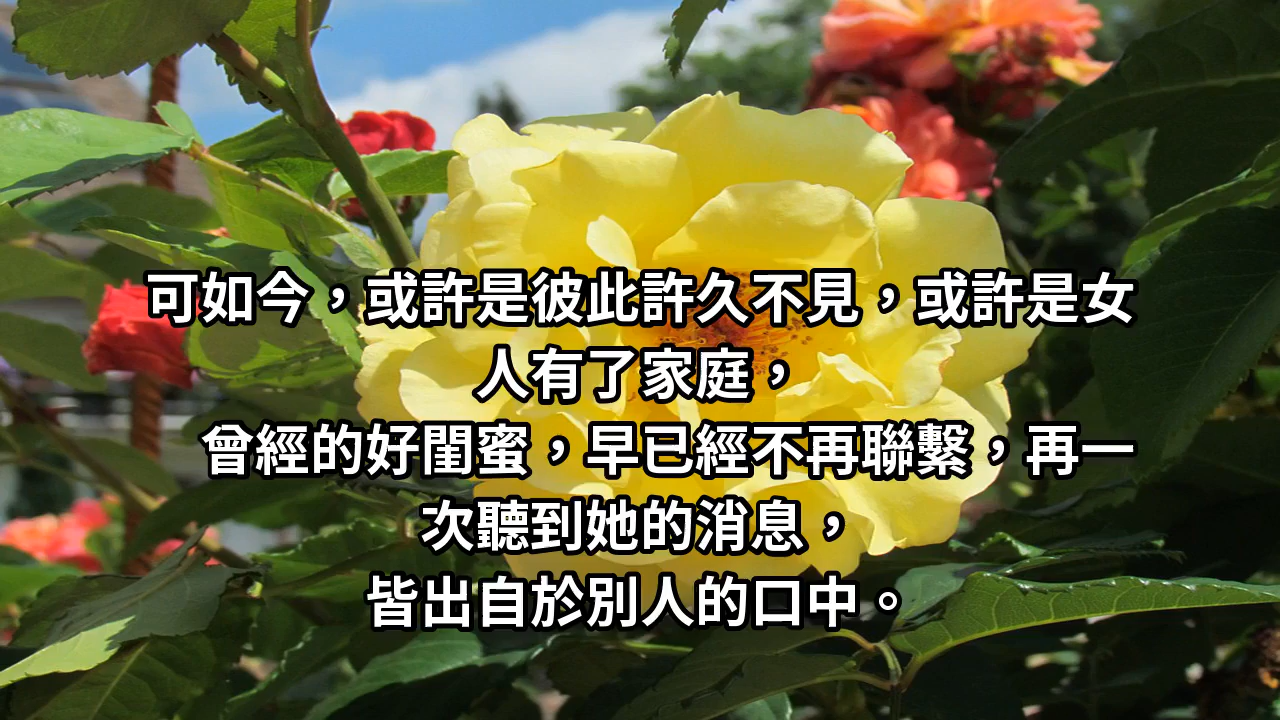 可如今，或許是彼此許久不見，或許是女
人有了家庭，
曾經的好閨蜜，早已經不再聯繫，再一
次聽到她的消息，
皆出自於別人的口中。